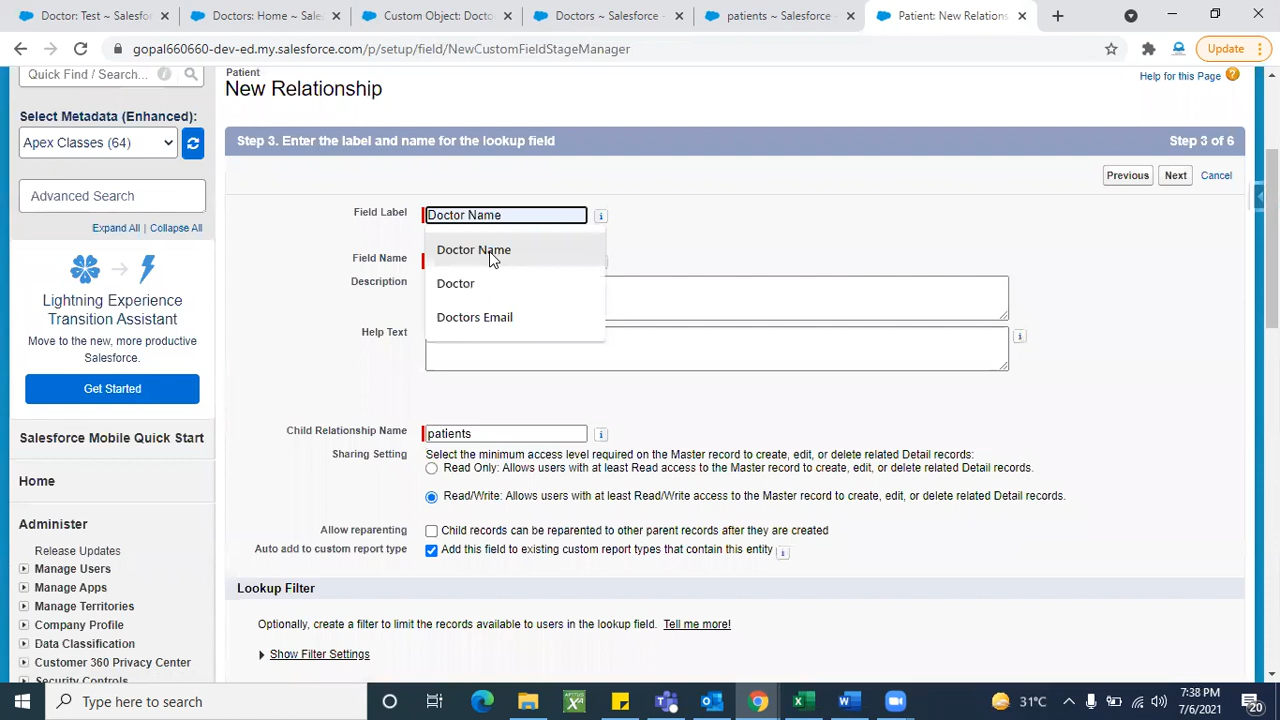 Doctor: Test ~ Salesfo
Doctors: Home ~ Sales
Custom Object: Docto
Doctors ~ Salesforce -
patients ~ Salesforce -
Patient: New Relations
gopal660660-dev-ed.my.salesforce.com/p/setup/field/NewCustomFieldStageManager
Update
Quick Find / Search...
Select Metadata (Enhanced):
Apex Classes (64)
Advanced Search
Expand All | Collapse All
Lightning Experience
Transition Assistant
Move to the new, more productive
Salesforce.
Get Started
Salesforce Mobile Quick Start
Home
Administer
Release Updates
Manage Users
Manage Apps
Manage Territories
Company Profile
Data Classification
Customer 360 Privacy Center
Security Controls
Patient
New Relationship
Help for this Page
Step 3. Enter the label and name for the lookup field
Step 3 of 6
Previous
Next
Cancel
Field Label
Doctor Name
Doctor Name
Doctor
Doctors Email
Field Name
Description
Help Text
Child Relationship Name
patients
Sharing Setting
Select the minimum access level required on the Master record to create, edit, or delete related Detail records:
Read Only: Allows users with at least Read access to the Master record to create, edit, or delete related Detail records.
Read/Write: Allows users with at least Read/Write access to the Master record to create, edit, or delete related Detail records.
Allow reparenting
Child records can be reparented to other parent records after they are created
Auto add to custom report type
Add this field to existing custom report types that contain this entity
Lookup Filter
Optionally, create a filter to limit the records available to users in the lookup field. Tell me more!
Show Filter Settings
Type here to search
31°C
7:38 PM
7/6/2021
20